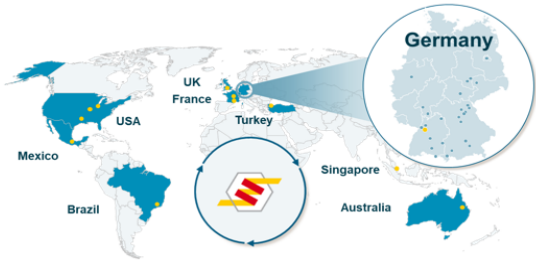 Germany
UK
France
USA
Turkey
Mexico
Singapore
Brazil
Australia